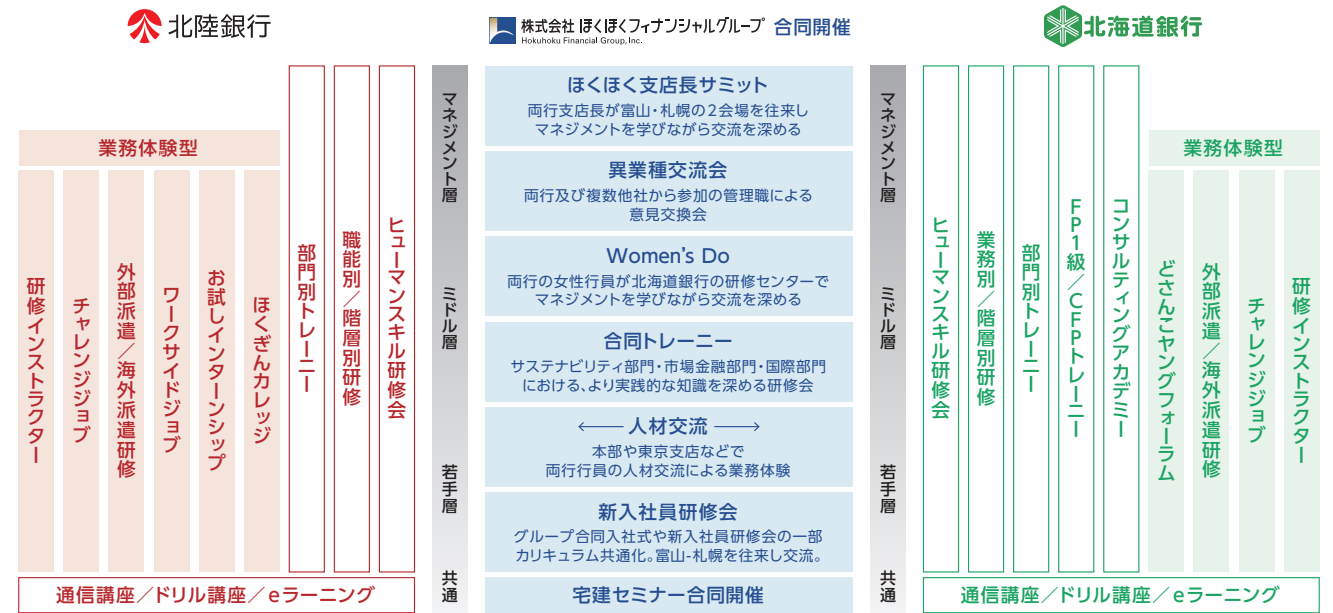 北陸銀行
株式会社 ほくほくフィナンシャルグループ 合同開催
Hokuhoku Financial Group, Inc.
北海道銀行
業務体験型
研修インストラクター
チャレンジジョブ
外部派遣／海外派遣研修
ワークサイドジョブ
お試しインターンシップ
ほくぎんカレッジ
部門別トレーニー
職能別／階層別研修
ヒューマンスキル研修会
通信講座／ドリル講座／eラーニング
マネジメント層
ミドル層
若手層
共通
ほくほく支店長サミット
両行支店長が富山・札幌の2会場を往来し
マネジメントを学びながら交流を深める
異業種交流会
両行及び複数他社から参加の管理職による
意見交換会
Women's Do
両行の女性行員が北海道銀行の研修センターで
マネジメントを学びながら交流を深める
合同トレーニー
サステナビリティ部門・市場金融部門・国際部門
における、より実践的な知識を深める研修会
←― 人材交流 ―→
本部や東京支店などで
両行行員の人材交流による業務体験
新入社員研修会
グループ合同入社式や新入社員研修会の一部
カリキュラム共通化。富山-札幌を往来し交流。
宅建セミナー合同開催
マネジメント層
ミドル層
若手層
共通
ヒューマンスキル研修会
業務別／階層別研修
部門別トレーニー
FP1級／CFPトレーニー
コンサルティングアカデミー
業務体験型
どさんこヤングフォーラム
外部派遣／海外派遣研修
チャレンジジョブ
研修インストラクター
通信講座／ドリル講座／eラーニング